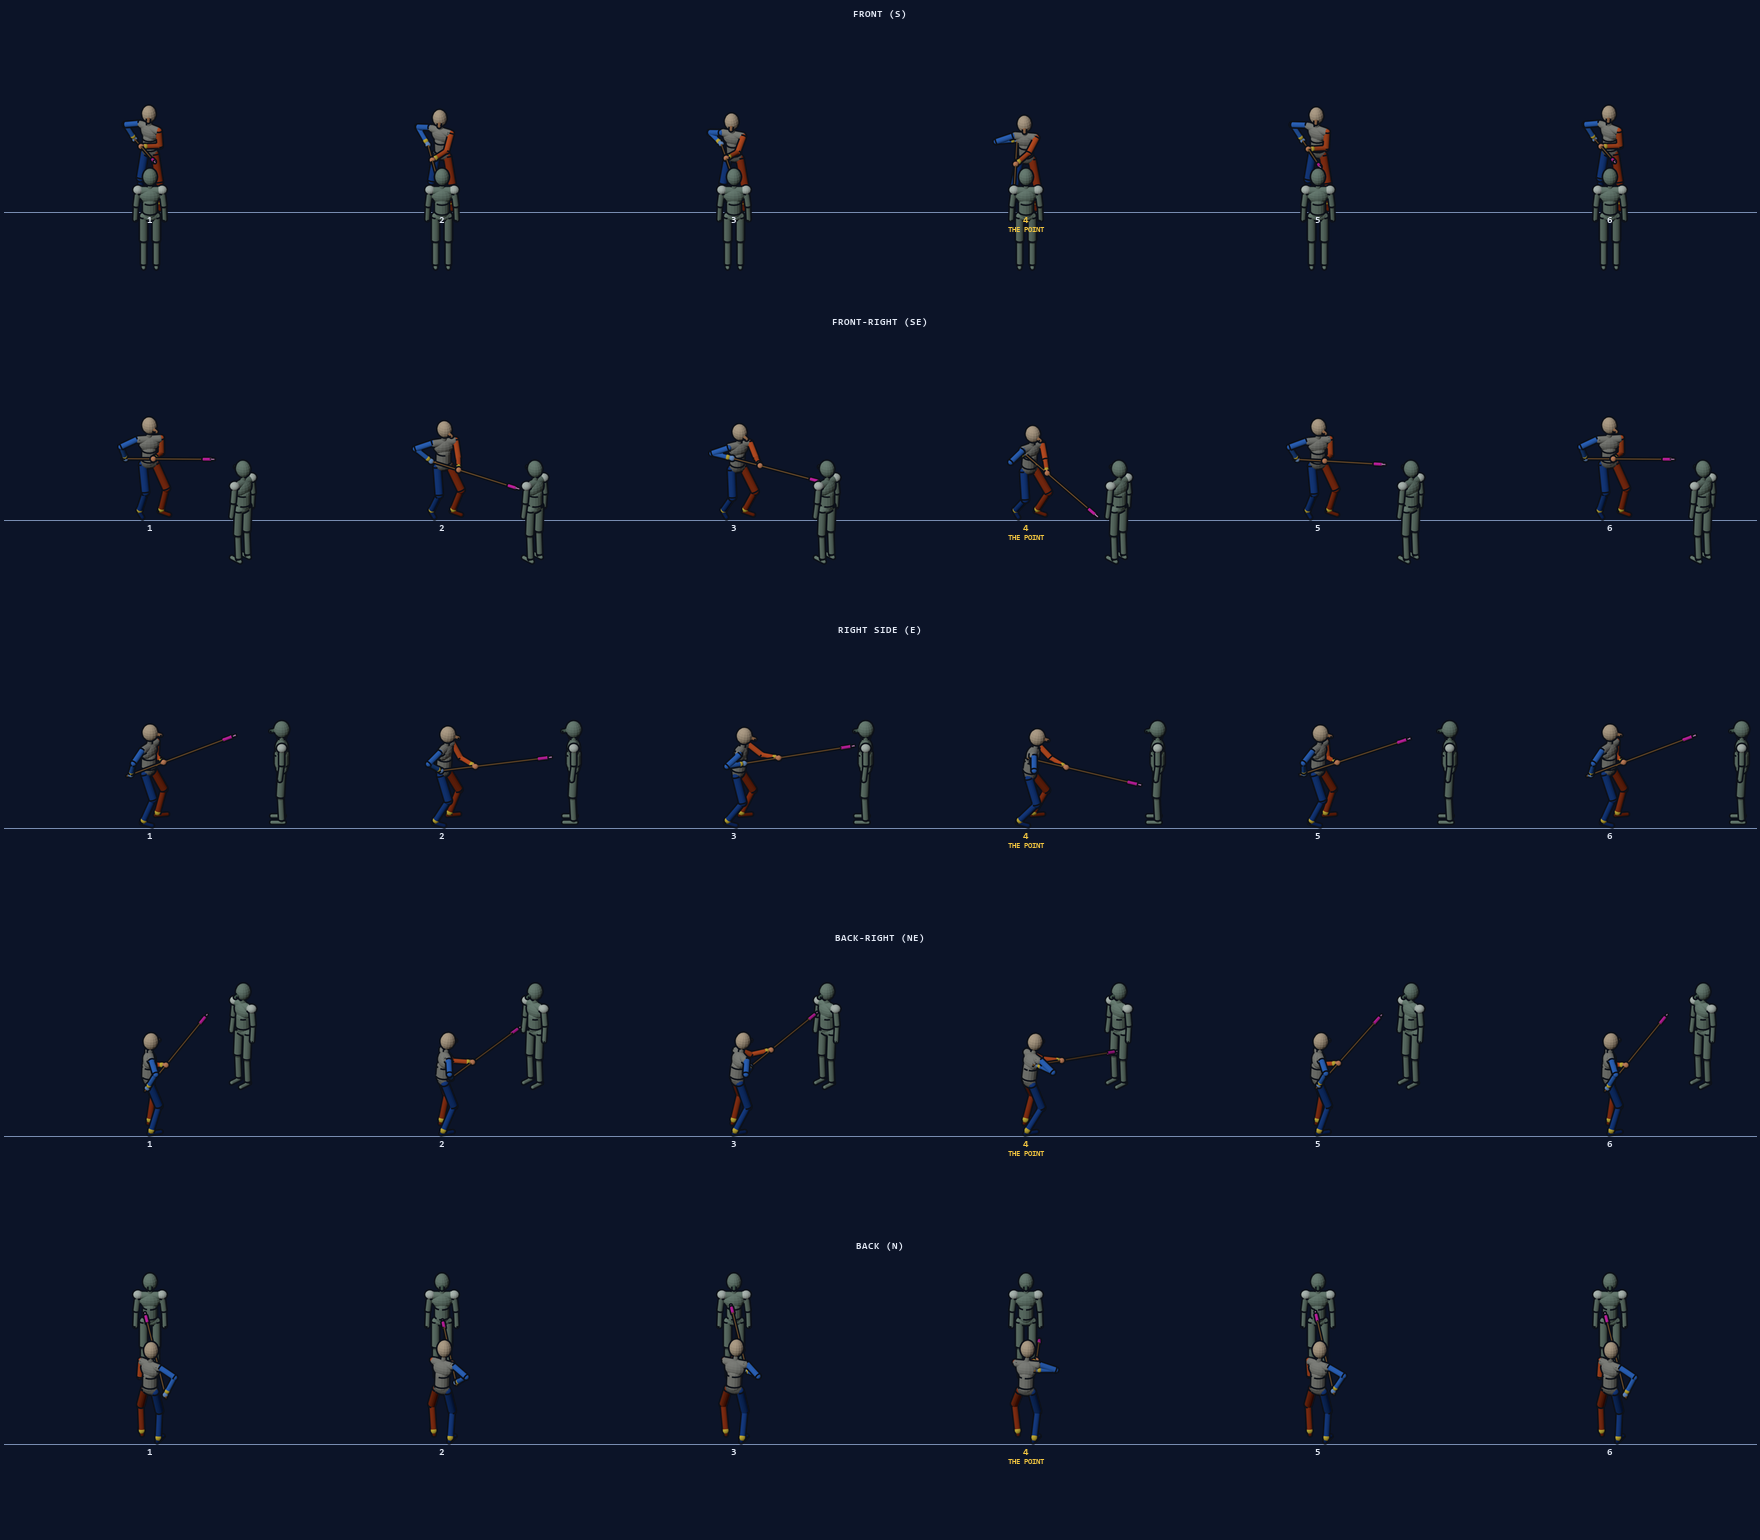 FRONT (S)
1 2 3 4 5 6
THE POINT
FRONT-RIGHT (SE)
1 2 3 4 5 6
THE POINT
RIGHT SIDE (E)
1 2 3 4 5 6
THE POINT
BACK-RIGHT (NE)
1 2 3 4 5 6
THE POINT
BACK (N)
1 2 3 4 5 6
THE POINT